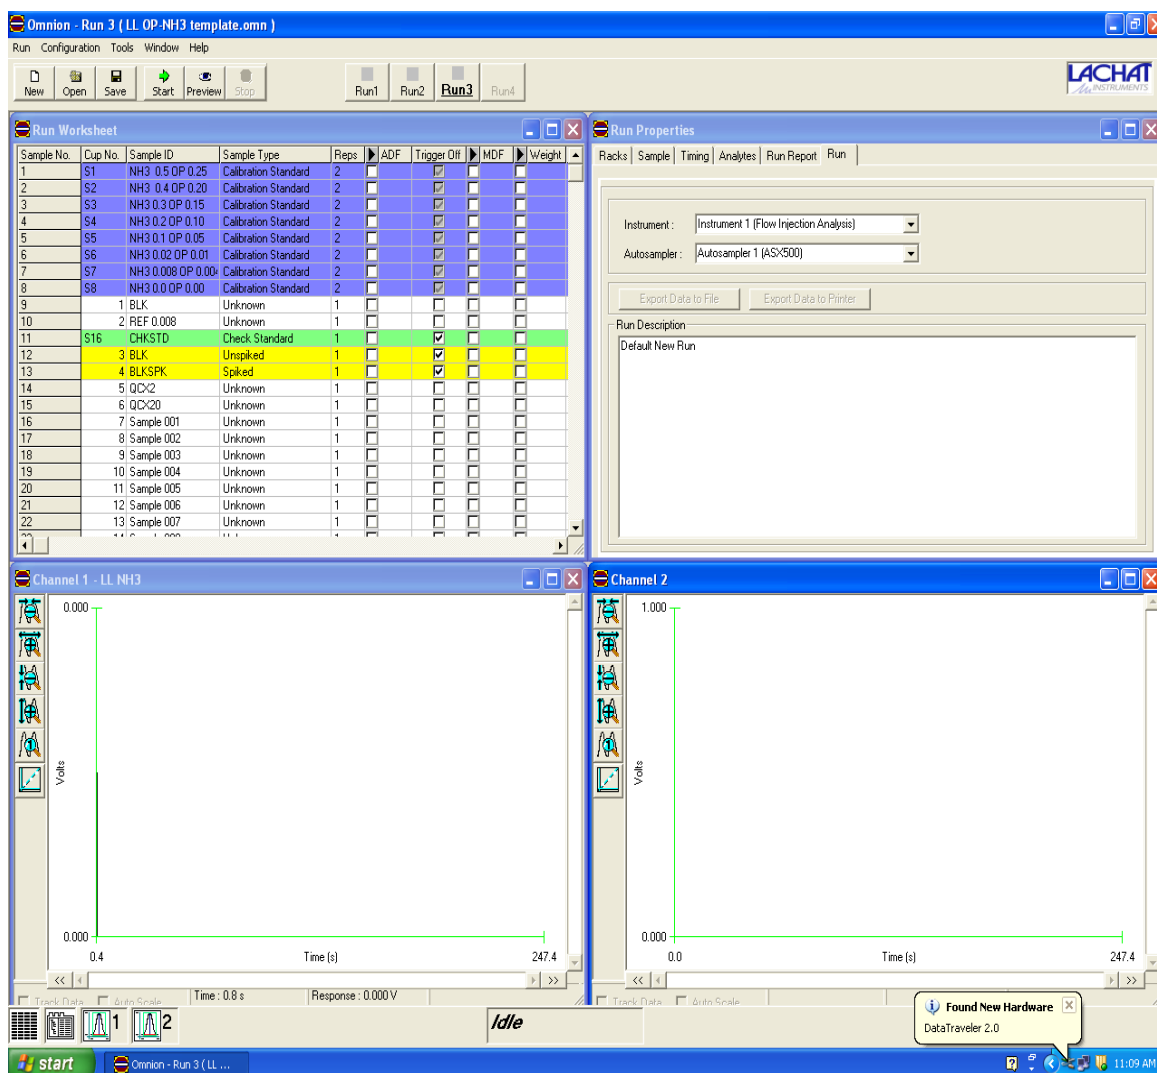 Omnion - Run 3 ( LL OP-NH3 template.omn )
Run Configuration Tools Window Help
New Open Save Start Preview Stop Run1 Run2 Run3 Run4
LACHAT
INSTRUMENTS
Run Worksheet
Sample No. Cup No. Sample ID Sample Type Reps ADF Trigger Off MDF Weight
1 S1 NH3 0.5 OP 0.25 Calibration Standard 2
2 S2 NH3 0.4 OP 0.20 Calibration Standard 2
3 S3 NH3 0.3 OP 0.15 Calibration Standard 2
4 S4 NH3 0.2 OP 0.10 Calibration Standard 2
5 S5 NH3 0.1 OP 0.05 Calibration Standard 2
6 S6 NH3 0.02 OP 0.01 Calibration Standard 2
7 S7 NH3 0.008 OP 0.00 Calibration Standard 2
8 S8 NH3 0.0 OP 0.00 Calibration Standard 2
9 1 BLK Unknown 1
10 2 REF 0.008 Unknown 1
11 S16 CHKSTD Check Standard 1
12 3 BLK Unspiked 1
13 4 BLKSPK Spiked 1
14 5 QCX2 Unknown 1
15 6 QCX20 Unknown 1
16 7 Sample 001 Unknown 1
17 8 Sample 002 Unknown 1
18 9 Sample 003 Unknown 1
19 10 Sample 004 Unknown 1
20 11 Sample 005 Unknown 1
21 12 Sample 006 Unknown 1
22 13 Sample 007 Unknown 1
Run Properties
Racks Sample Timing Analytes Run Report Run
Instrument : Instrument 1 (Flow Injection Analysis)
Autosampler : Autosampler 1 (ASX500)
Export Data to File Export Data to Printer
Run Description
Default New Run
Channel 1 - LL NH3
0.000
Volts
0.000
0.4 Time (s) 247.4
<< >>
Track Data Auto Scale Time : 0.8 s Response : 0.000 V
Channel 2
1.000
Volts
0.000
0.0 Time (s) 247.4
<< >>
Track Data Auto Scale
1 2 Idle
Found New Hardware
DataTraveler 2.0
start Omnion - Run 3 ( LL ... 11:09 AM